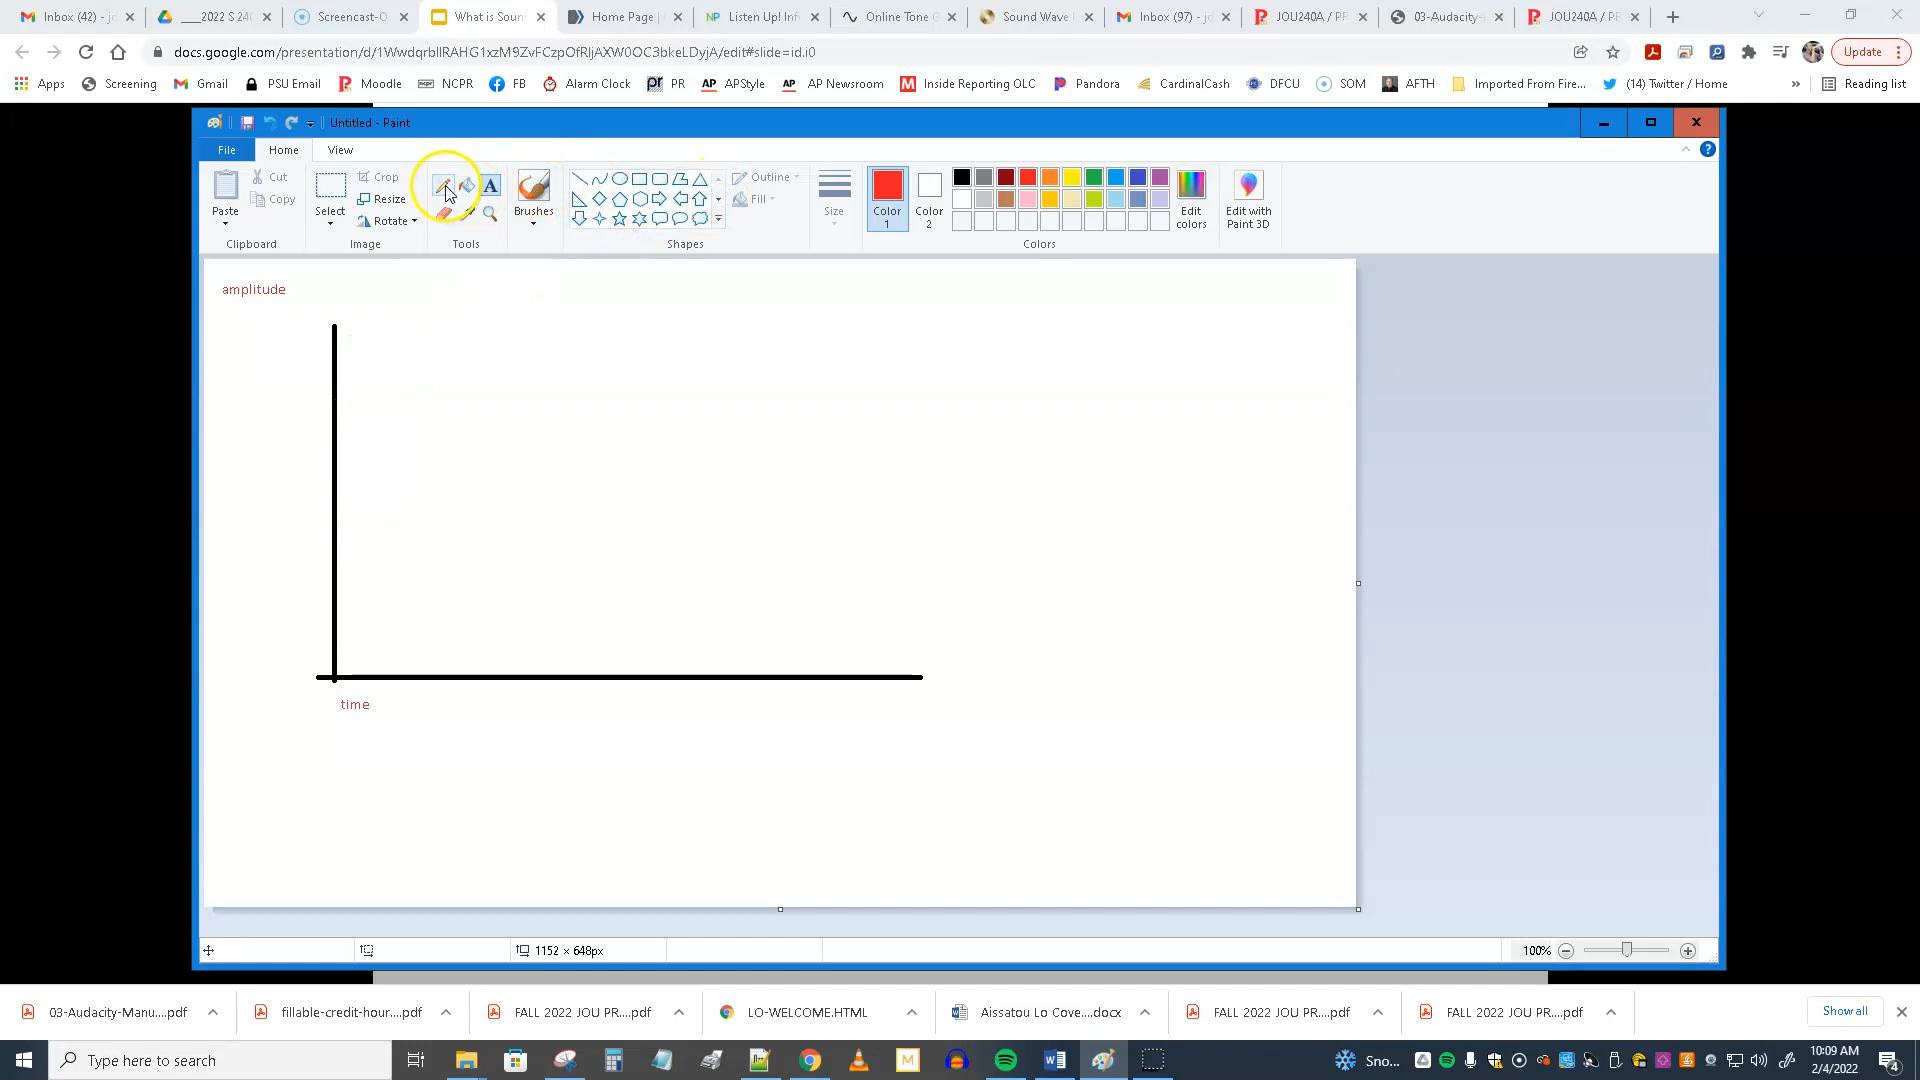 Inbox (42) - jo
____2022 S 240
Screencast-O
What is Soun
Home Page |
Listen Up! Inf
Online Tone G
Sound Wave
Inbox (97) - jo
JOU240A / PR
03-Audacity-
JOU240A / PR
docs.google.com/presentation/d/1WwdqrbllRAHG1xzM9ZvFCzpOfRljAXW0OC3bkeLDyjA/edit#slide=id.i0
Update
Apps
Screening
Gmail
PSU Email
Moodle
NCPR
FB
Alarm Clock
PR
APStyle
AP Newsroom
Inside Reporting OLC
Pandora
CardinalCash
DFCU
SOM
AFTH
Imported From Fire...
(14) Twitter / Home
»
Reading list
Untitled - Paint
File
Home
View
Paste
Cut
Copy
Clipboard
Select
Crop
Resize
Rotate
Image
A
Tools
Brushes
Shapes
Outline
Fill
Size
Color 1
Color 2
Colors
Edit colors
Edit with Paint 3D
amplitude
time
1152 × 648px
100%
03-Audacity-Manu....pdf
fillable-credit-hour....pdf
FALL 2022 JOU PR....pdf
LO-WELCOME.HTML
Aissatou Lo Cove....docx
FALL 2022 JOU PR....pdf
FALL 2022 JOU PR....pdf
Show all
Type here to search
Sno...
10:09 AM
2/4/2022
4